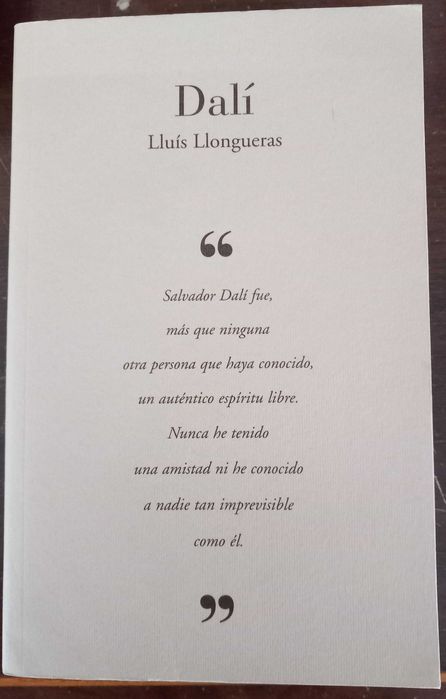 Dalí
Lluís Llongueras
“
Salvador Dalí fue,
más que ninguna
otra persona que haya conocido,
un auténtico espíritu libre.
Nunca he tenido
una amistad ni he conocido
a nadie tan imprevisible
como él.
”